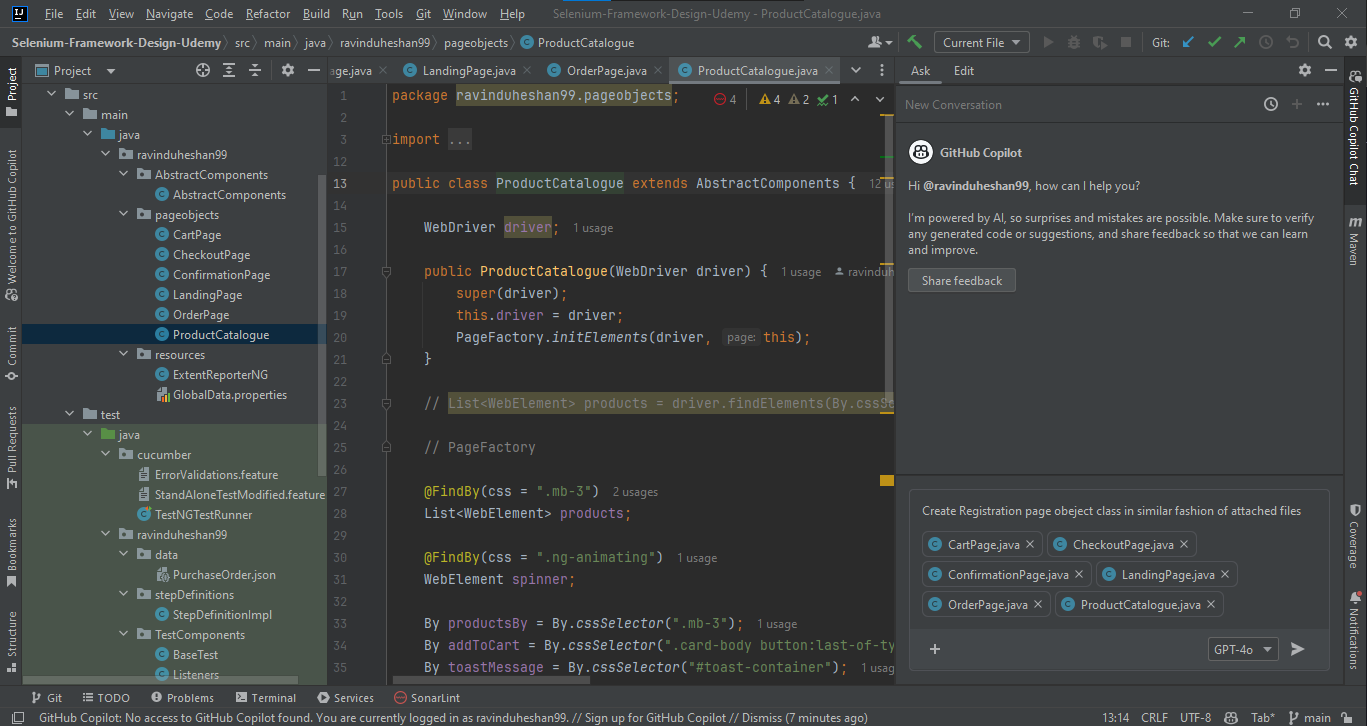 File Edit View Navigate Code Refactor Build Run Tools Git Window Help Selenium-Framework-Design-Udemy - ProductCatalogue.java
Selenium-Framework-Design-Udemy src main java ravinduheshan99 pageobjects ProductCatalogue Current File Git:
Project
age.java LandingPage.java OrderPage.java ProductCatalogue.java
Ask Edit
Project
Welcome to GitHub Copilot
Commit
Pull Requests
Bookmarks
Structure
src
main
java
ravinduheshan99
AbstractComponents
AbstractComponents
pageobjects
CartPage
CheckoutPage
ConfirmationPage
LandingPage
OrderPage
ProductCatalogue
resources
ExtentReporterNG
GlobalData.properties
test
java
cucumber
ErrorValidations.feature
StandAloneTestModified.feature
TestNGTestRunner
ravinduheshan99
data
PurchaseOrder.json
stepDefinitions
StepDefinitionImpl
TestComponents
BaseTest
Listeners
1 package ravinduheshan99.pageobjects; 4 4 2 1
2
3 import ...
12
13 public class ProductCatalogue extends AbstractComponents { 12 us
14
15 WebDriver driver; 1 usage
16
17 public ProductCatalogue(WebDriver driver) { 1 usage ravinduh
18 super(driver);
19 this.driver = driver;
20 PageFactory.initElements(driver, page: this);
21 }
22
23 // List<WebElement> products = driver.findElements(By.cssSe
24
25 // PageFactory
26
27 @FindBy(css = ".mb-3") 2 usages
28 List<WebElement> products;
29
30 @FindBy(css = ".ng-animating") 1 usage
31 WebElement spinner;
32
33 By productsBy = By.cssSelector(".mb-3"); 1 usage
34 By addToCart = By.cssSelector(".card-body button:last-of-ty
35 By toastMessage = By.cssSelector("#toast-container"); 1 usag
New Conversation
GitHub Copilot
Hi @ravinduheshan99, how can I help you?
I'm powered by AI, so surprises and mistakes are possible. Make sure to verify
any generated code or suggestions, and share feedback so that we can learn
and improve.
Share feedback
Create Registration page obeject class in similar fashion of attached files
CartPage.java CheckoutPage.java
ConfirmationPage.java LandingPage.java
OrderPage.java ProductCatalogue.java
GPT-4o
GitHub Copilot Chat
Maven
Coverage
Notifications
Git TODO Problems Terminal Services SonarLint
GitHub Copilot: No access to GitHub Copilot found. You are currently logged in as ravinduheshan99. // Sign up for GitHub Copilot // Dismiss (7 minutes ago) 13:14 CRLF UTF-8 Tab* main